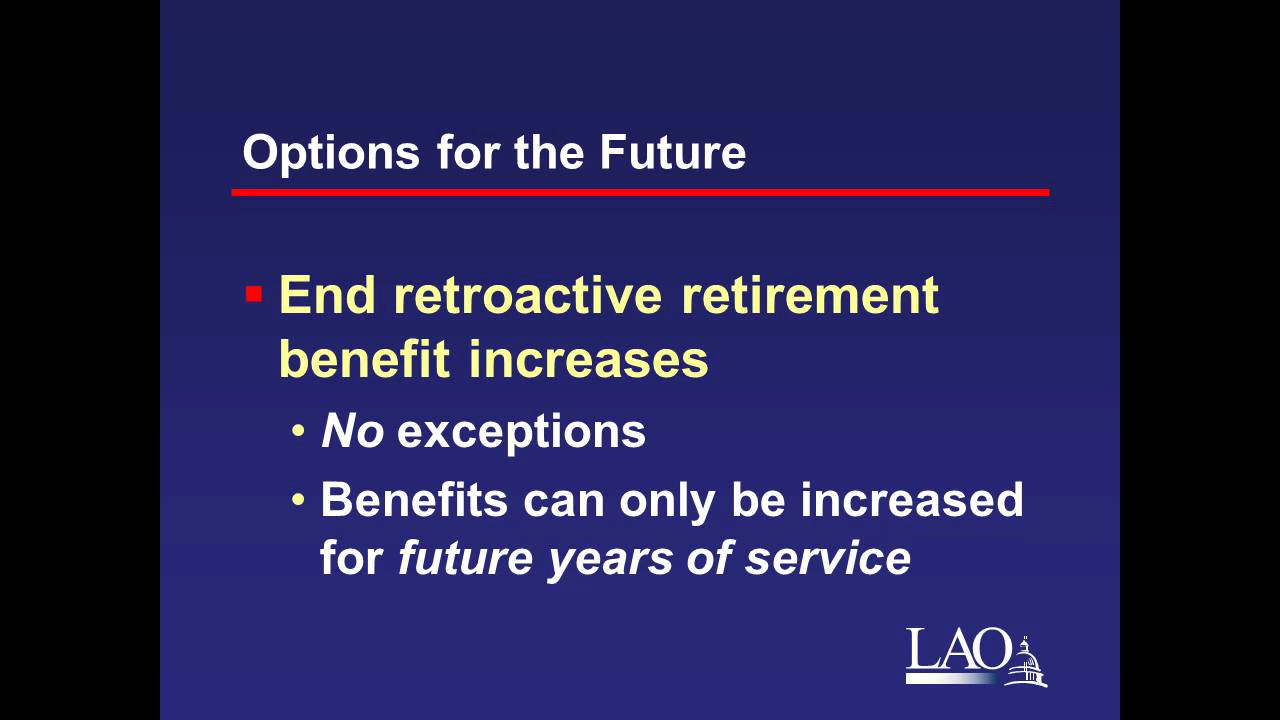 Options for the Future
End retroactive retirement
benefit increases
• No exceptions
• Benefits can only be increased
for future years of service
LAO